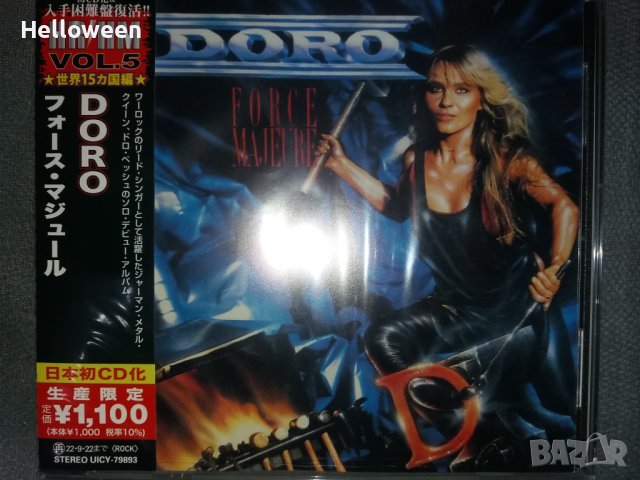 Helloween
入手困難盤復活!!
VOL.5
★世界15カ国編★
DORO
フォース・マジュール
ワーロックのリード・シンガーとして活躍したジャーマン・メタル・
クイーン、ドロ・ペッシュのソロ・デビュー・アルバム。
日本初CD化
生産限定
定価¥1,100
(本体¥1,000 税率10%)
再 22・9・22まで 〈ROCK〉
STEREO UICY-79893
DORO
FORCE
MAJEURE
D
BAZAR